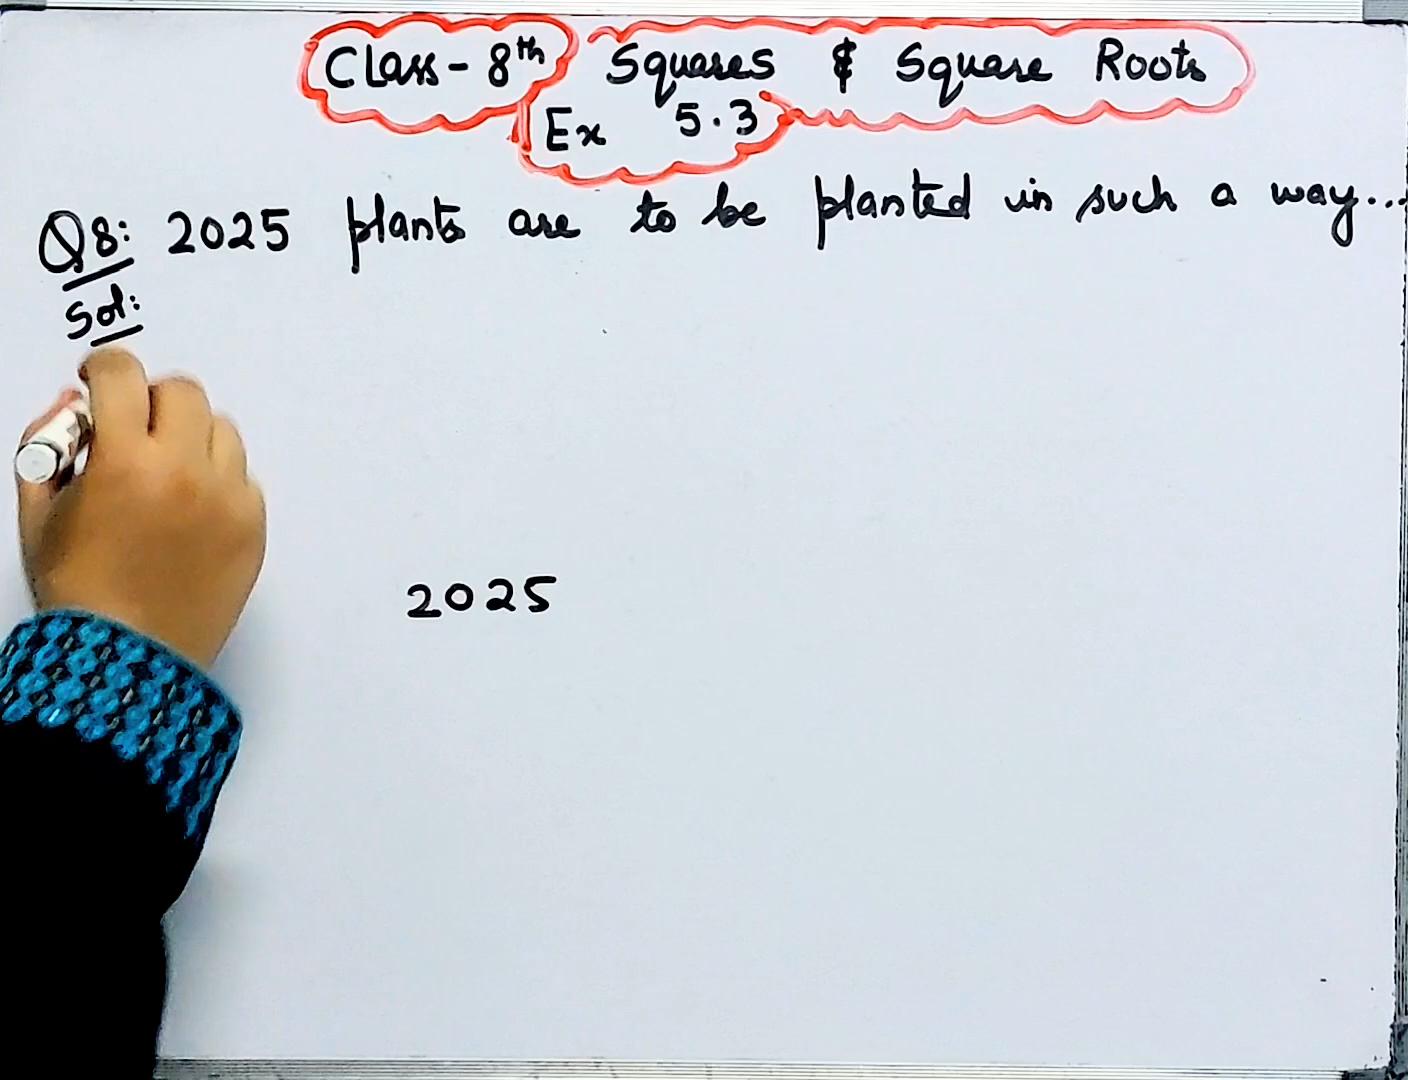 Class - 8th Squares & Square Roots
Ex 5.3
Q8: 2025 plants are to be planted in such a way...
Sol:
2025